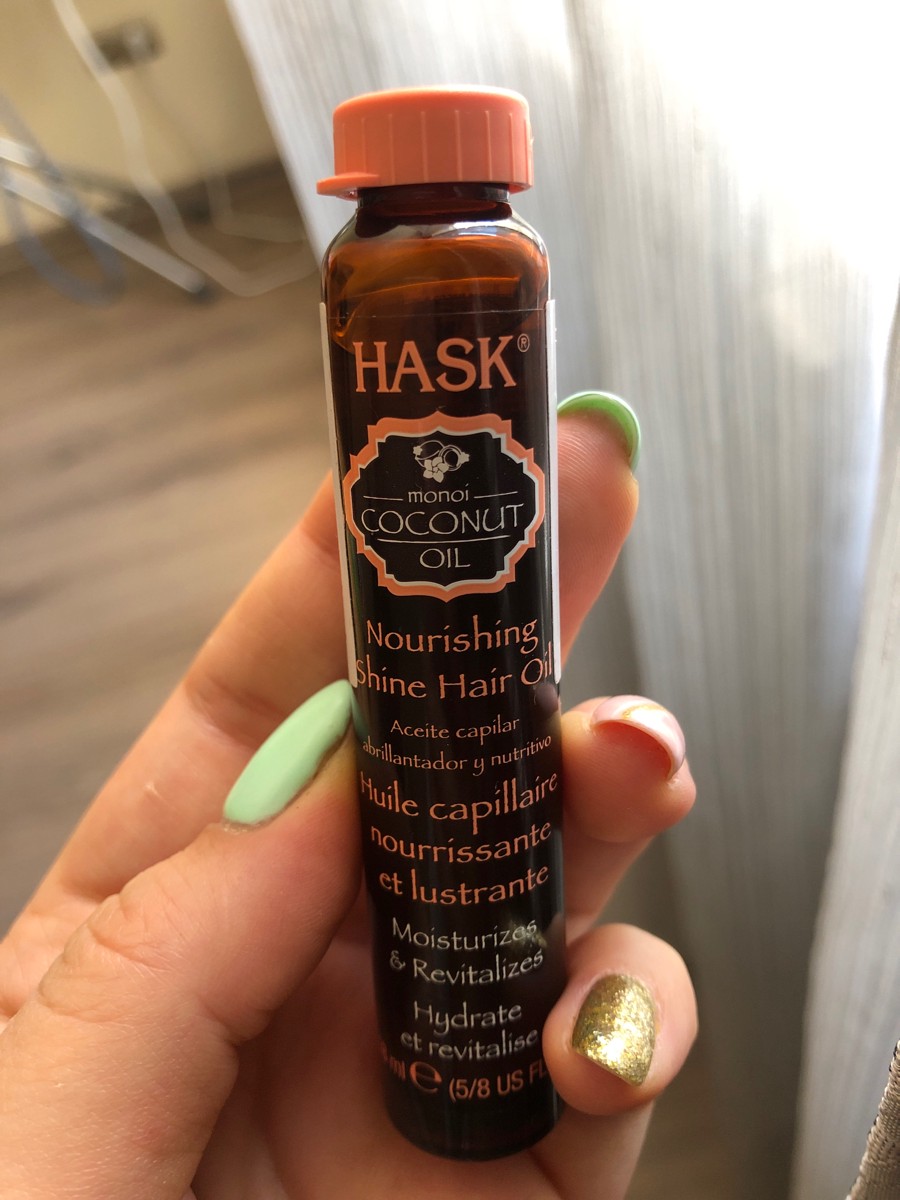 HASK®
monoi
COCONUT
OIL
Nourishing
Shine Hair Oil
Aceite capilar
abrillantador y nutritivo
Huile capillaire
nourrissante
et lustrante
Moisturizes
& Revitalizes
Hydrate
et revitalise
ml e (5/8 US